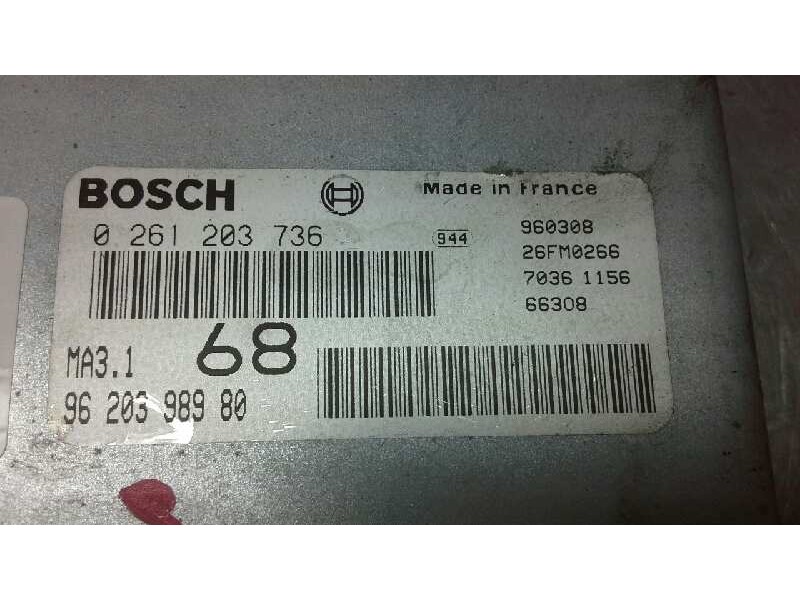 BOSCH
Made in France
0 261 203 736
944
960308
26FM0266
7036 1156
66308
68
MA3.1
96 203 989 80